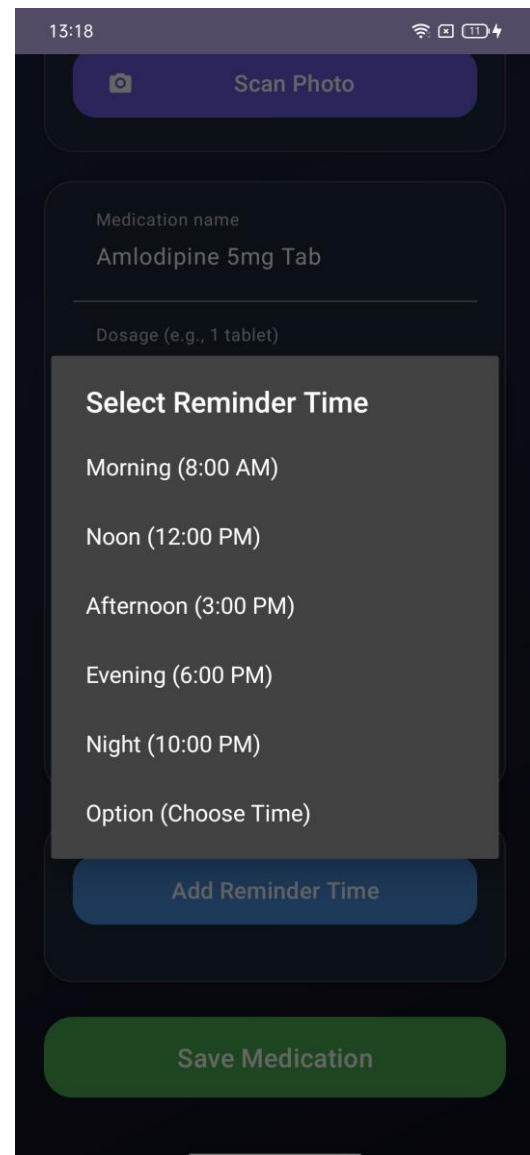 13:18
11
Scan Photo
Medication name
Amlodipine 5mg Tab
Dosage (e.g., 1 tablet)
Select Reminder Time
Morning (8:00 AM)
Noon (12:00 PM)
Afternoon (3:00 PM)
Evening (6:00 PM)
Night (10:00 PM)
Option (Choose Time)
Add Reminder Time
Save Medication